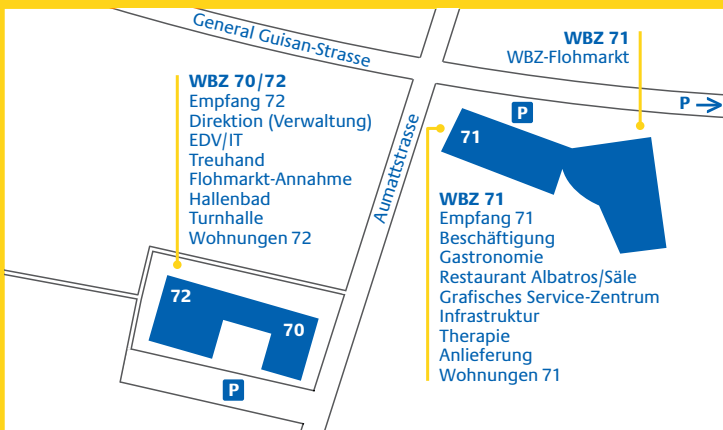 General Guisan-Strasse
WBZ 71
WBZ-Flohmarkt
P →
P
WBZ 70/72
Empfang 72
Direktion (Verwaltung)
EDV/IT
Treuhand
Flohmarkt-Annahme
Hallenbad
Turnhalle
Wohnungen 72
Aumattstrasse
71
WBZ 71
Empfang 71
Beschäftigung
Gastronomie
Restaurant Albatros/Säle
Grafisches Service-Zentrum
Infrastruktur
Therapie
Anlieferung
Wohnungen 71
72
70
P